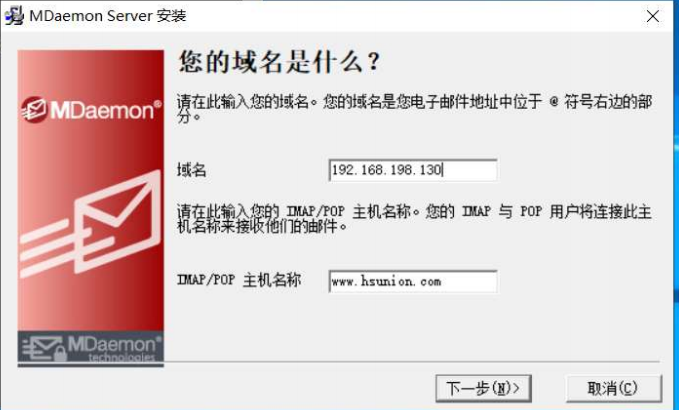 MDaemon Server 安装
MDaemon®
您的域名是什么？
请在此输入您的域名。您的域名是您电子邮件地址中位于 @ 符号右边的部
分。
域名
192.168.198.130
请在此输入您的 IMAP/POP 主机名称。您的 IMAP 与 POP 用户将连接此主
机名称来接收他们的邮件。
IMAP/POP 主机名称
www.hsunion.com
MDaemon®
technologies
下一步(N)>
取消(C)